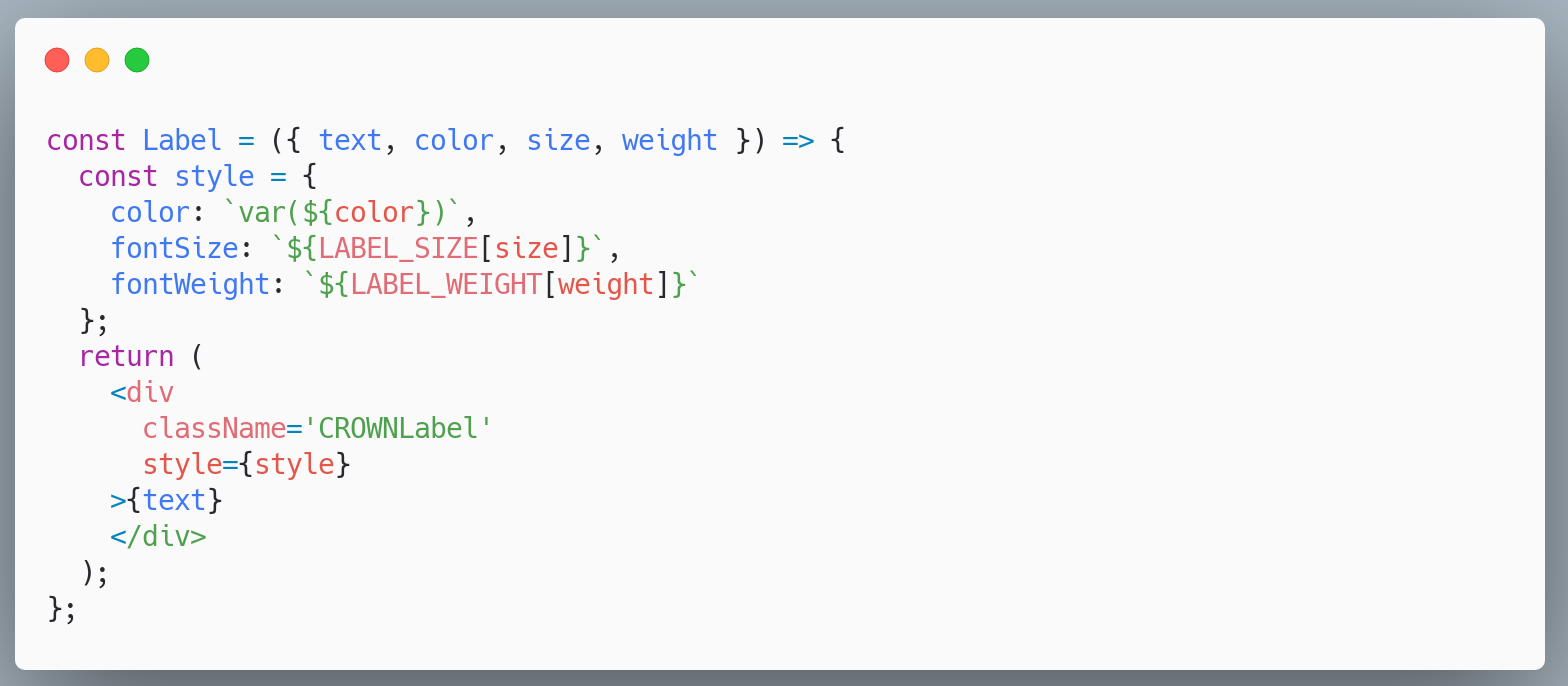 const Label = ({ text, color, size, weight }) => {
  const style = {
    color: `var(${color})`,
    fontSize: `${LABEL_SIZE[size]}`,
    fontWeight: `${LABEL_WEIGHT[weight]}`
  };
  return (
    <div
      className='CROWNLabel'
      style={style}
    >{text}
    </div>
  );
};